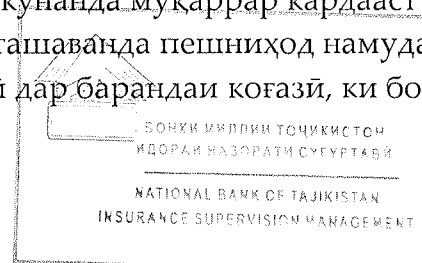 кунанда муқаррар кардааст
ташаванда пешниҳод намуда
дар барандаи коғазӣ, ки бо
БОНКИ МИЛЛИИ ТОҶИКИСТОН
ИДОРАИ НАЗОРАТИ СУҒУРТАВӢ
NATIONAL BANK OF TAJIKISTAN
INSURANCE SUPERVISION MANAGEMENT